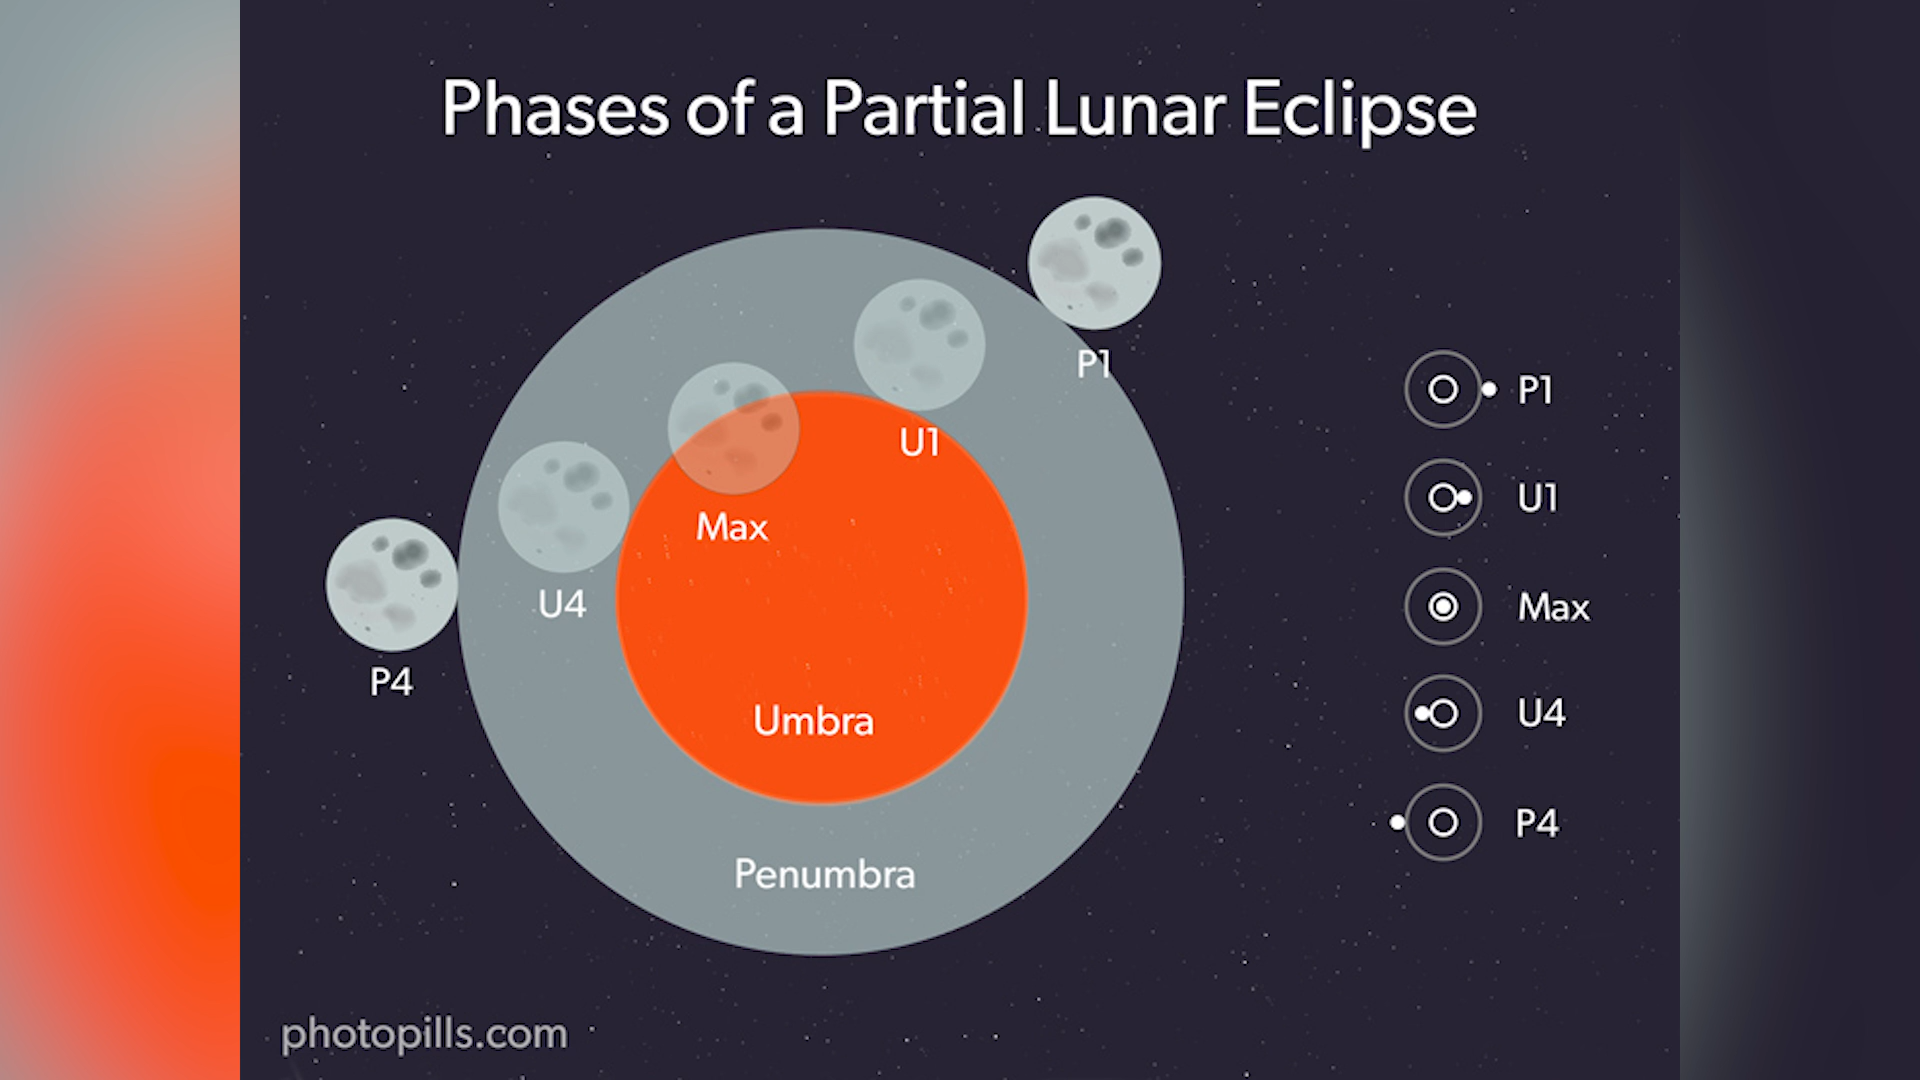 Phases of a Partial Lunar Eclipse
P1
U1
Max
U4
P4
Umbra
Penumbra
P1
U1
Max
U4
P4
photopills.com